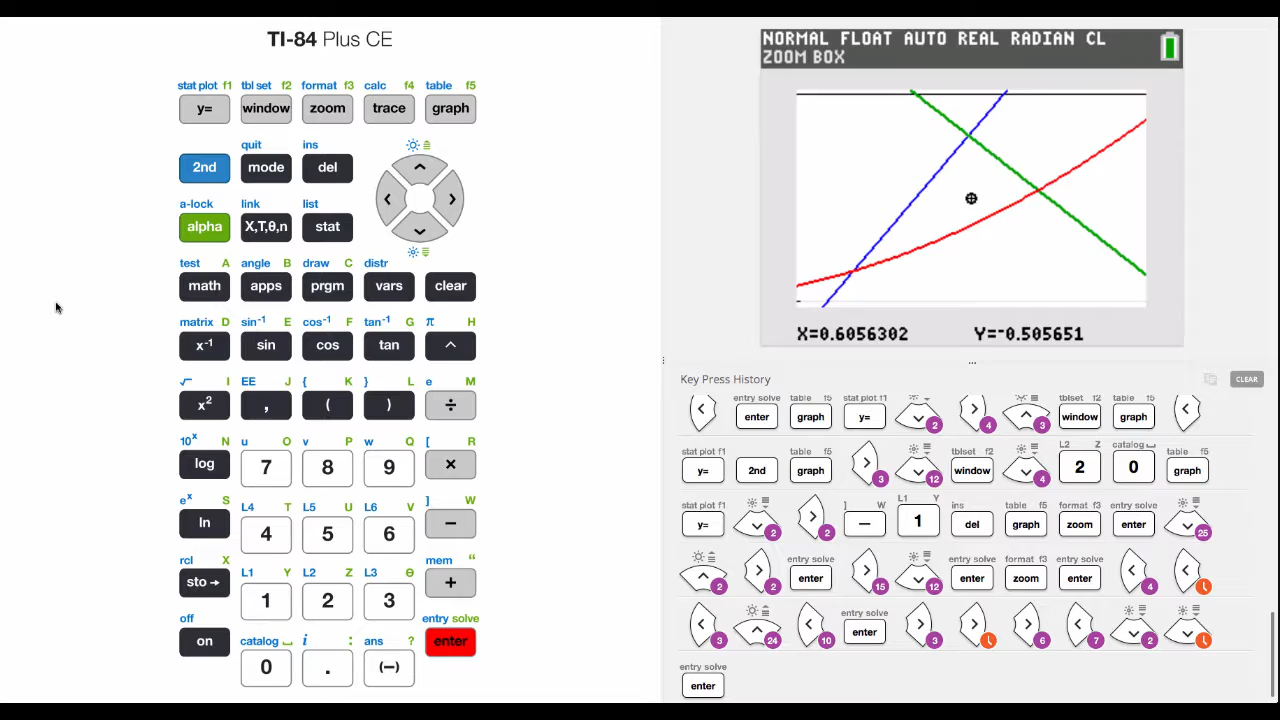 TI-84 Plus CE
stat plot f1 tbl set f2 format f3 calc f4 table f5
y= window zoom trace graph
quit ins
2nd mode del
a-lock link list
alpha X,T,θ,n stat
test A angle B draw C distr
math apps prgm vars clear
matrix D sin-1 E cos-1 F tan-1 G π H
x-1 sin cos tan ^
√ I EE J { K } L e M
x2 , ( ) ÷
10x N u O v P w Q [ R
log 7 8 9 ×
ex S L4 T L5 U L6 V ] W
ln 4 5 6 −
rcl X L1 Y L2 Z L3 θ mem “
sto → 1 2 3 +
off catalog ⎵ i : ans ? entry solve
on 0 . (−) enter
NORMAL FLOAT AUTO REAL RADIAN CL
ZOOM BOX
X=0.6056302 Y=-0.505651
Key Press History CLEAR
entry solve table f5 stat plot f1 tblset f2 table f5
< enter graph y= 2 > 4 ^ 3 window graph <
stat plot f1 table f5 tblset f2 L2 Z catalog ⎵ table f5
y= 2nd graph > 3 12 window 4 2 0 graph
stat plot f1 ] W L1 Y ins table f5 format f3 entry solve
y= 2 > 2 − 1 del graph zoom enter 25
entry solve entry solve format f3 entry solve
^ 2 > 2 enter > 15 12 enter zoom enter < 4 <
entry solve
< 3 ^ 24 < 10 enter > 3 > > 6 < 7 2
entry solve
enter